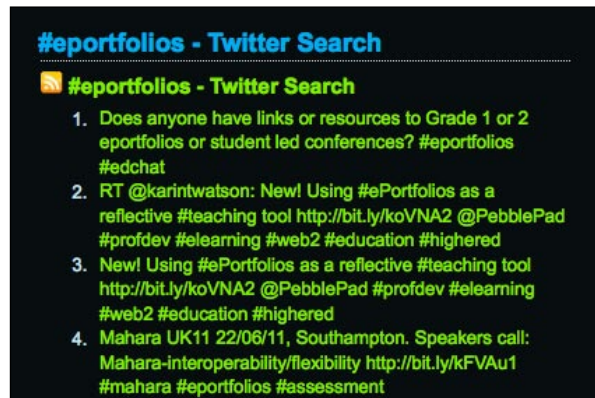 #eportfolios - Twitter Search
#eportfolios - Twitter Search
1. Does anyone have links or resources to Grade 1 or 2
eportfolios or student led conferences? #eportfolios
#edchat
2. RT @karintwatson: New! Using #ePortfolios as a
reflective #teaching tool http://bit.ly/koVNA2 @PebblePad
#profdev #elearning #web2 #education #highered
3. New! Using #ePortfolios as a reflective #teaching tool
http://bit.ly/koVNA2 @PebblePad #profdev #elearning
#web2 #education #highered
4. Mahara UK11 22/06/11, Southampton. Speakers call:
Mahara-interoperability/flexibility http://bit.ly/kFVAu1
#mahara #eportfolios #assessment